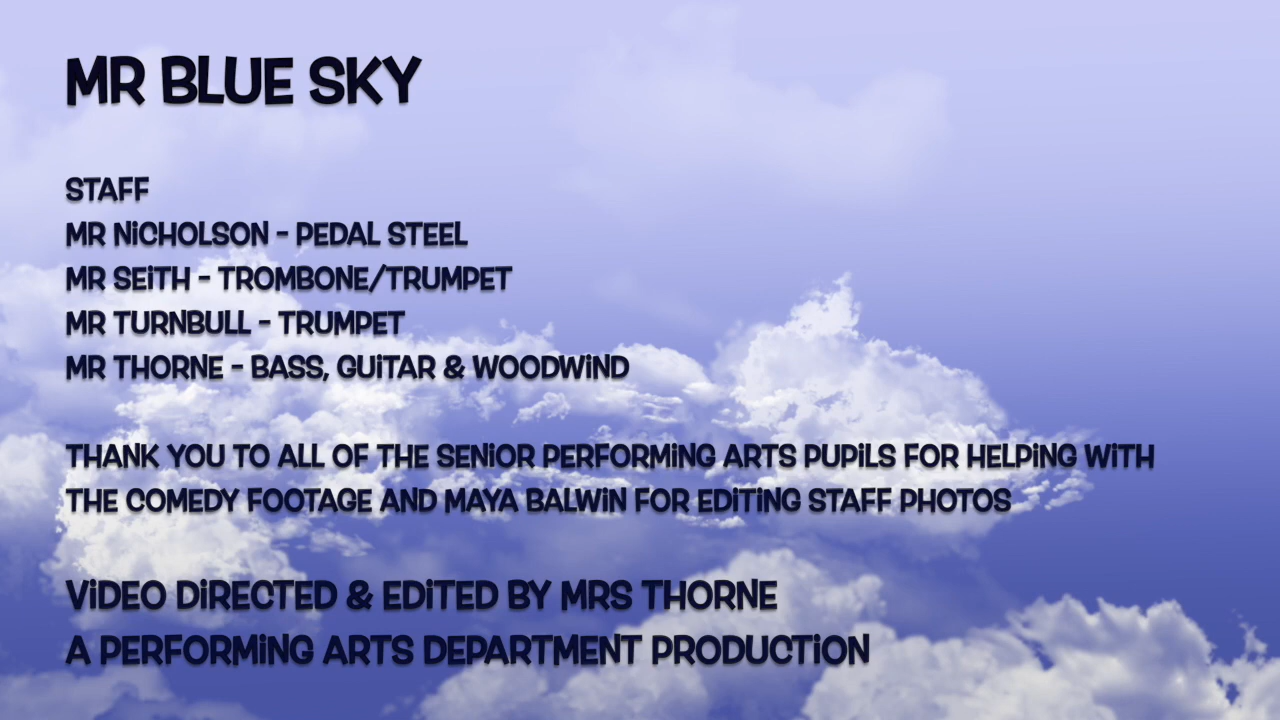 MR BLUE SKY
STAFF
MR NiCHOLSON - PEDAL STEEL
MR SEiTH - TROMBONE/TRUMPET
MR TURNBULL - TRUMPET
MR THORNE - BASS, GUiTAR & WOODWiND
THANK YOU TO ALL OF THE SENiOR PERFORMiNG ARTS PUPiLS FOR HELPiNG WiTH
THE COMEDY FOOTAGE AND MAYA BALWiN FOR EDiTiNG STAFF PHOTOS
ViDEO DiRECTED & EDiTED BY MRS THORNE
A PERFORMiNG ARTS DEPARTMENT PRODUCTiON